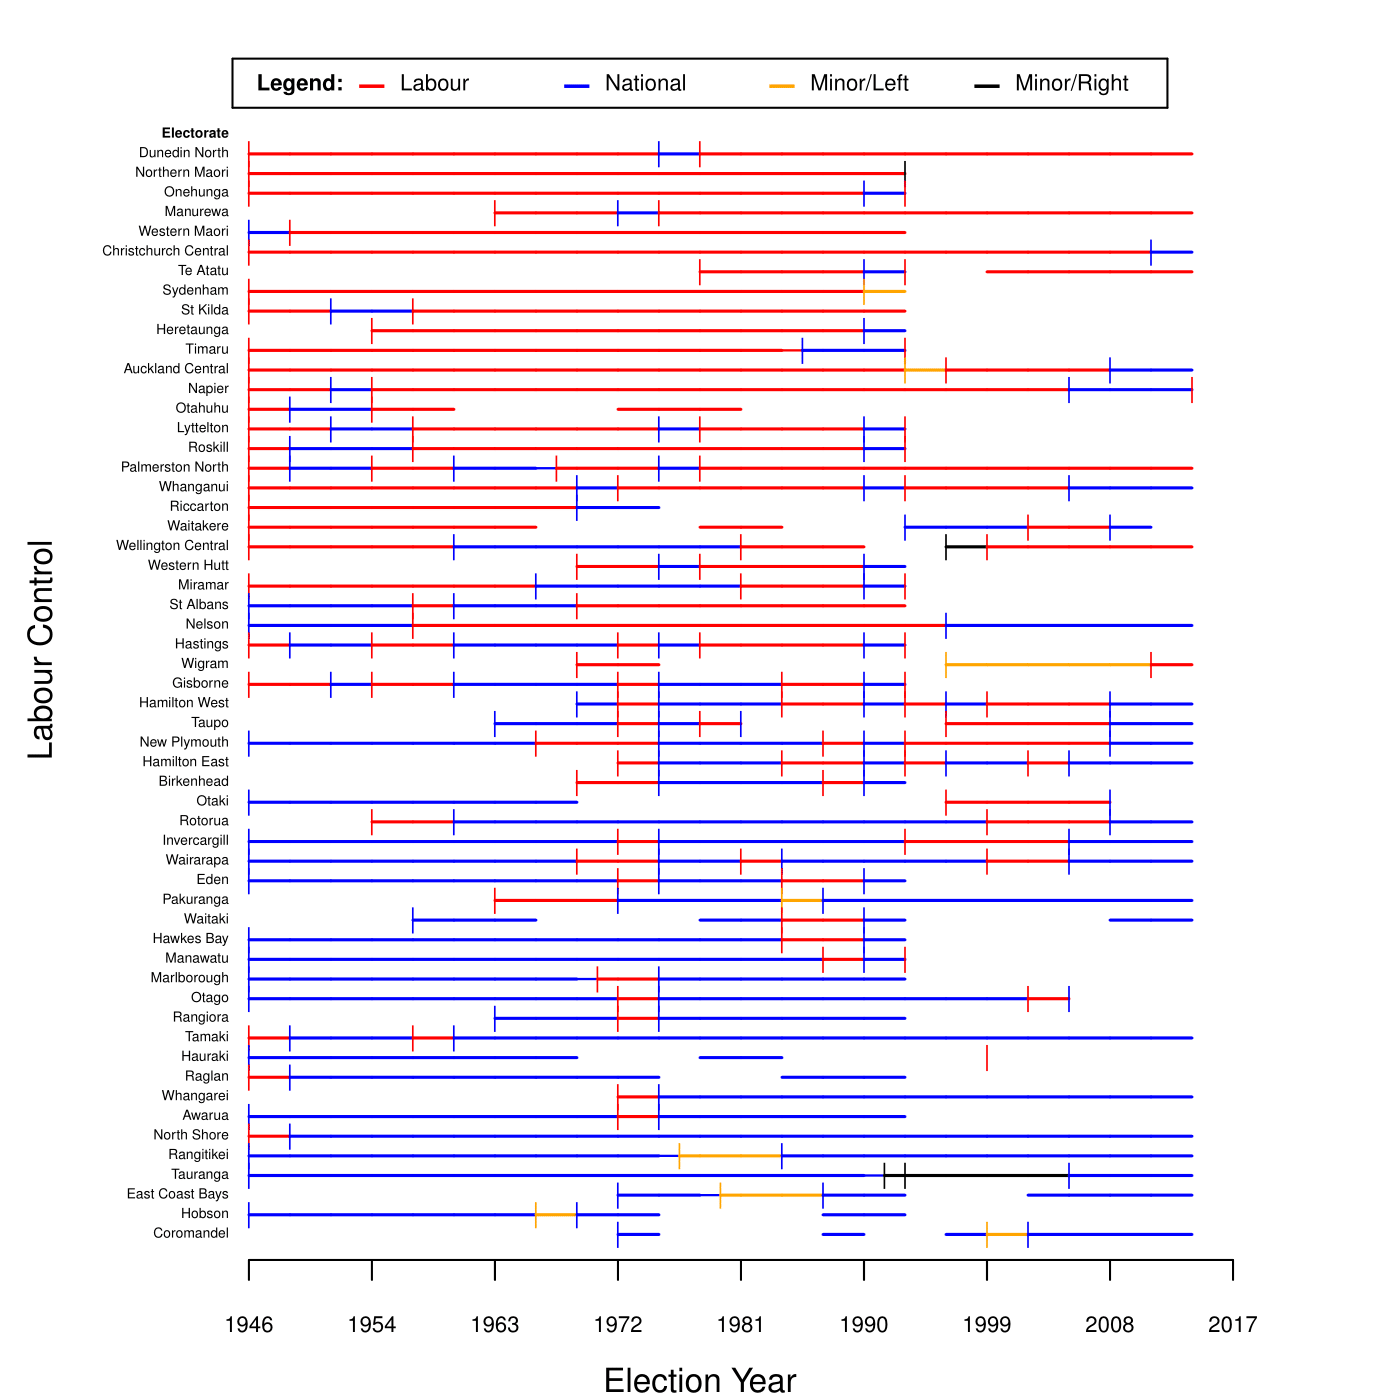 Legend: Labour National Minor/Left Minor/Right
Electorate
Dunedin North
Northern Maori
Onehunga
Manurewa
Western Maori
Christchurch Central
Te Atatu
Sydenham
St Kilda
Heretaunga
Timaru
Auckland Central
Napier
Otahuhu
Lyttelton
Roskill
Palmerston North
Whanganui
Riccarton
Waitakere
Wellington Central
Western Hutt
Miramar
St Albans
Nelson
Hastings
Wigram
Gisborne
Hamilton West
Taupo
New Plymouth
Hamilton East
Birkenhead
Otaki
Rotorua
Invercargill
Wairarapa
Eden
Pakuranga
Waitaki
Hawkes Bay
Manawatu
Marlborough
Otago
Rangiora
Tamaki
Hauraki
Raglan
Whangarei
Awarua
North Shore
Rangitikei
Tauranga
East Coast Bays
Hobson
Coromandel
Labour Control
1946 1954 1963 1972 1981 1990 1999 2008 2017
Election Year